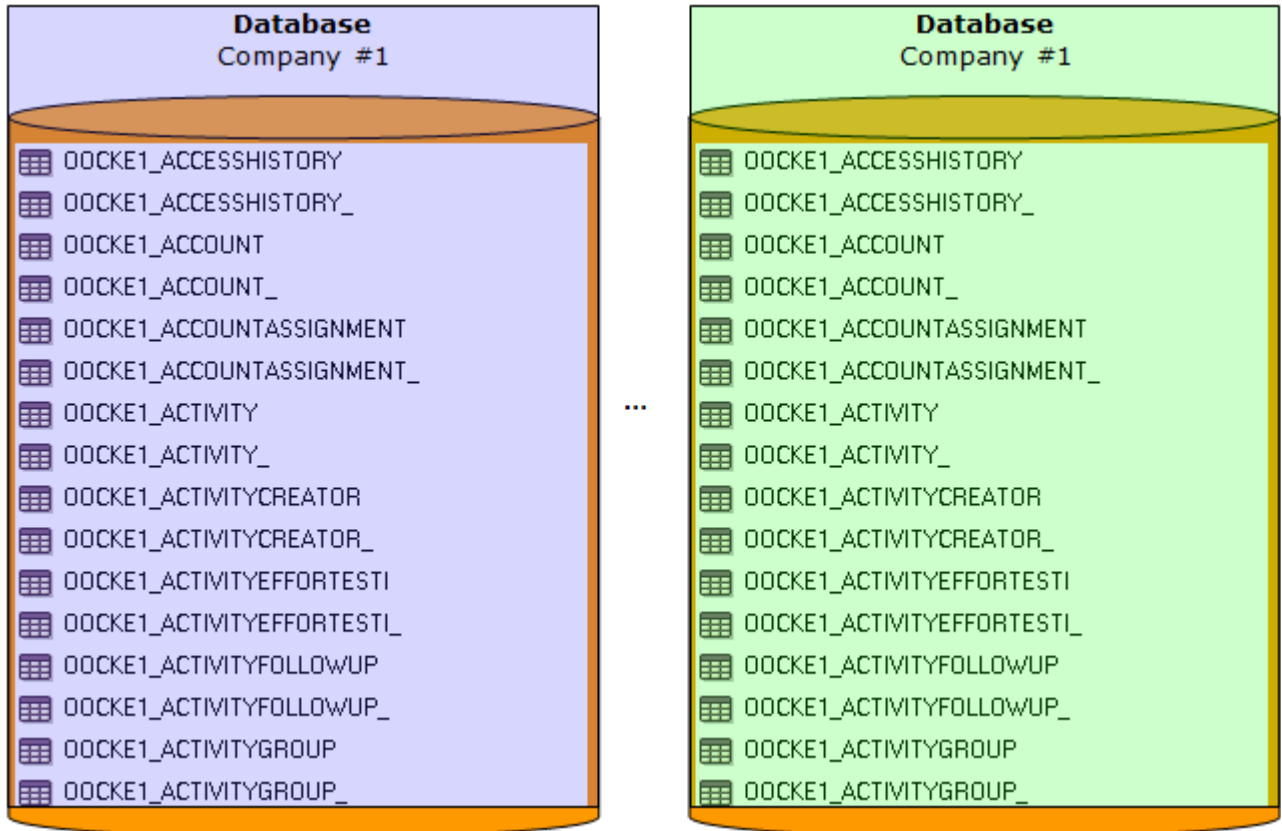 Database
Company #1
OOCKE1_ACCESSHISTORY
OOCKE1_ACCESSHISTORY_
OOCKE1_ACCOUNT
OOCKE1_ACCOUNT_
OOCKE1_ACCOUNTASSIGNMENT
OOCKE1_ACCOUNTASSIGNMENT_
OOCKE1_ACTIVITY
OOCKE1_ACTIVITY_
OOCKE1_ACTIVITYCREATOR
OOCKE1_ACTIVITYCREATOR_
OOCKE1_ACTIVITYEFFORTESTI
OOCKE1_ACTIVITYEFFORTESTI_
OOCKE1_ACTIVITYFOLLOWUP
OOCKE1_ACTIVITYFOLLOWUP_
OOCKE1_ACTIVITYGROUP
OOCKE1_ACTIVITYGROUP_
...
Database
Company #1
OOCKE1_ACCESSHISTORY
OOCKE1_ACCESSHISTORY_
OOCKE1_ACCOUNT
OOCKE1_ACCOUNT_
OOCKE1_ACCOUNTASSIGNMENT
OOCKE1_ACCOUNTASSIGNMENT_
OOCKE1_ACTIVITY
OOCKE1_ACTIVITY_
OOCKE1_ACTIVITYCREATOR
OOCKE1_ACTIVITYCREATOR_
OOCKE1_ACTIVITYEFFORTESTI
OOCKE1_ACTIVITYEFFORTESTI_
OOCKE1_ACTIVITYFOLLOWUP
OOCKE1_ACTIVITYFOLLOWUP_
OOCKE1_ACTIVITYGROUP
OOCKE1_ACTIVITYGROUP_